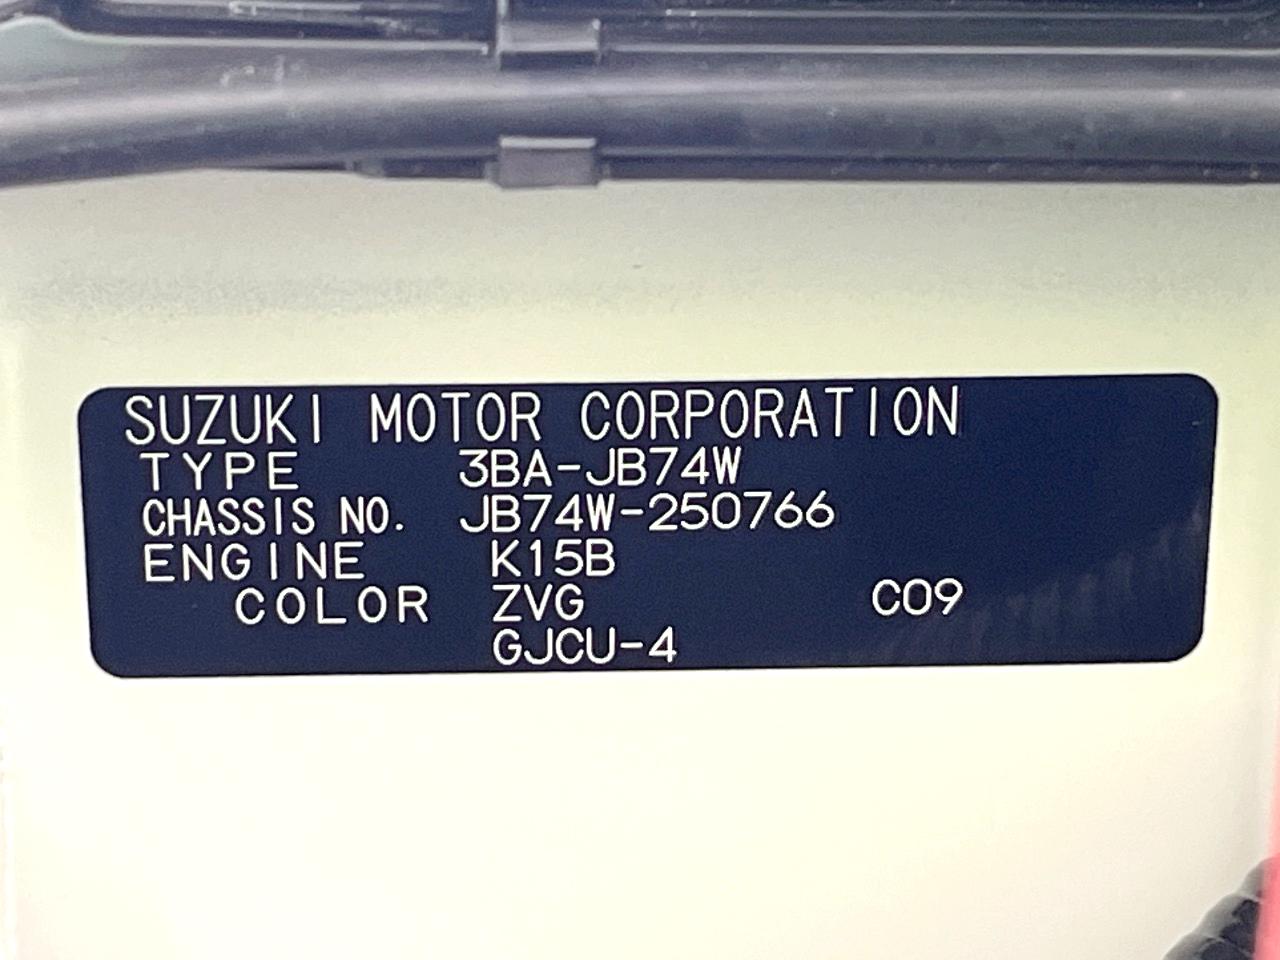 SUZUKI MOTOR CORPORATION
TYPE 3BA-JB74W
CHASSIS NO. JB74W-250766
ENGINE K15B
COLOR ZVG C09
GJCU-4